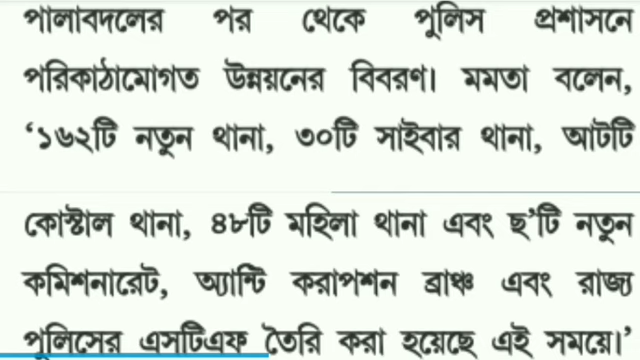 পালাবদলের পর থেকে পুলিস প্রশাসনে
পরিকাঠামোগত উন্নয়নের বিবরণ। মমতা বলেন,
‘১৬২টি নতুন থানা, ৩০টি সাইবার থানা, আটটি
কোস্টাল থানা, ৪৮টি মহিলা থানা এবং ছ’টি নতুন
কমিশনারেট, অ্যান্টি করাপশন ব্রাঞ্চ এবং রাজ্য
পুলিসের এসটিএফ তৈরি করা হয়েছে এই সময়ে।’